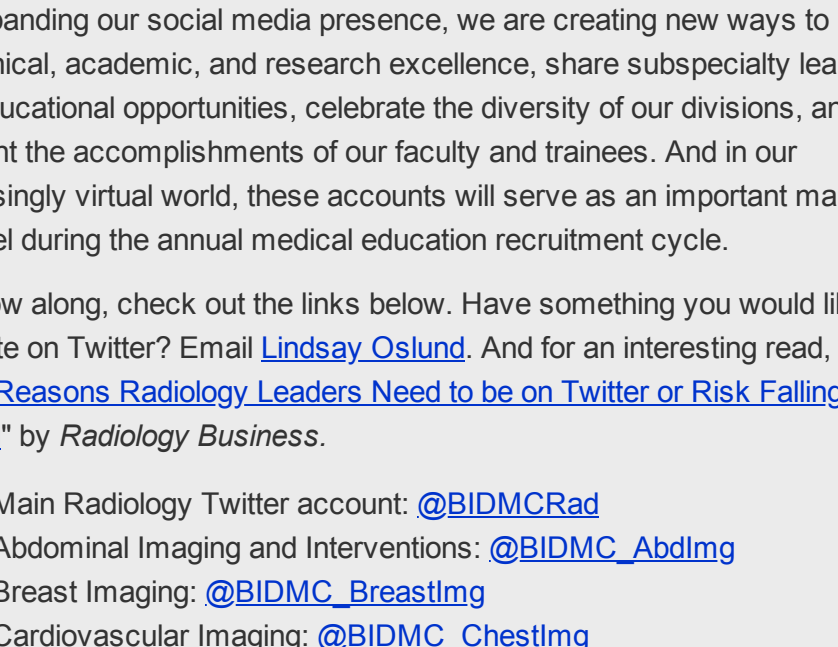 panding our social media presence, we are creating new ways to
nical, academic, and research excellence, share subspecialty lea
ucational opportunities, celebrate the diversity of our divisions, an
nt the accomplishments of our faculty and trainees. And in our
singly virtual world, these accounts will serve as an important ma
el during the annual medical education recruitment cycle.
ow along, check out the links below. Have something you would li
te on Twitter? Email Lindsay Oslund. And for an interesting read,
Reasons Radiology Leaders Need to be on Twitter or Risk Falling
" by Radiology Business.
Main Radiology Twitter account: @BIDMCRad
Abdominal Imaging and Interventions: @BIDMC_AbdImg
Breast Imaging: @BIDMC_BreastImg
Cardiovascular Imaging: @BIDMC_ChestImg